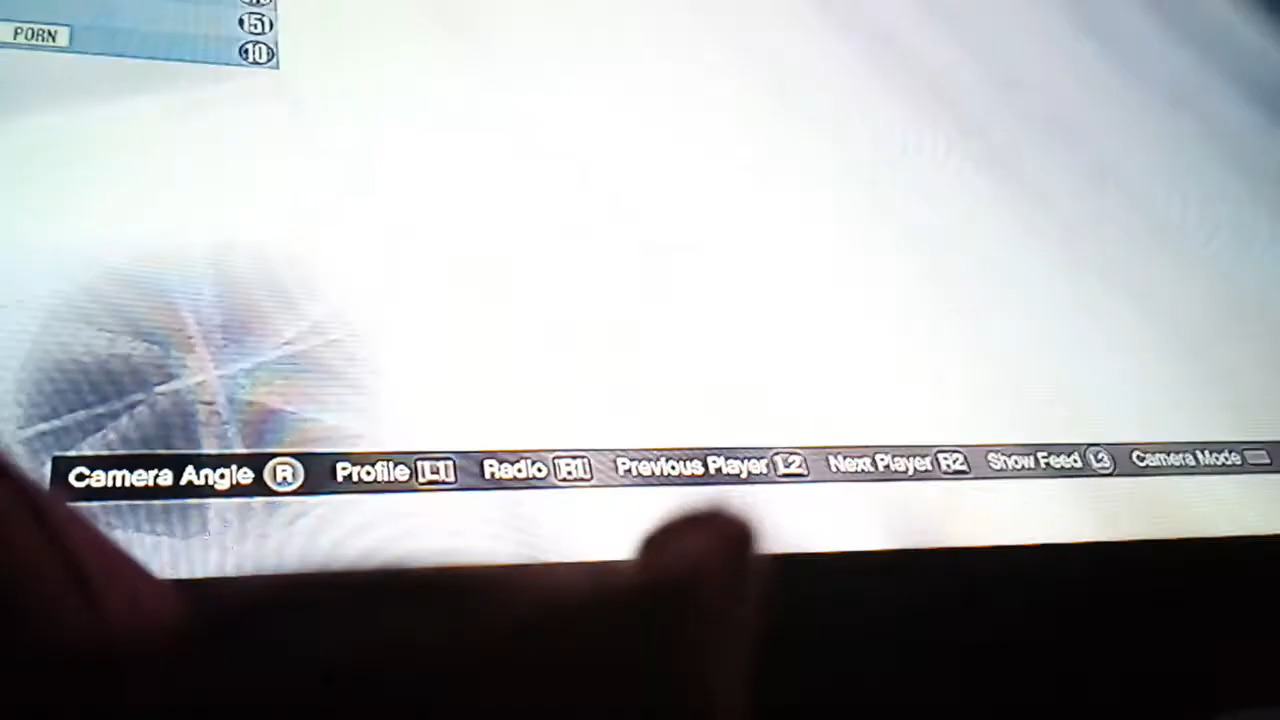 151
PORN
10
Camera Angle R Profile L1 Radio R1 Previous Player L2 Next Player R2 Show Feed L3 Camera Mode